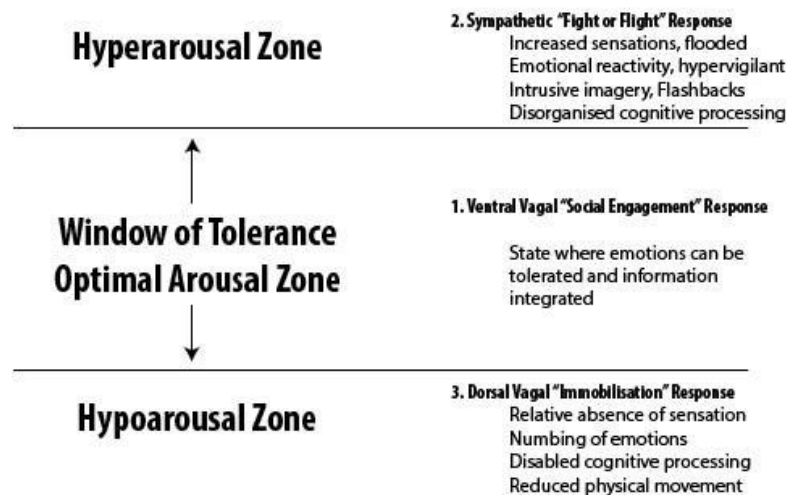 Hyperarousal Zone
2. Sympathetic "Fight or Flight" Response
Increased sensations, flooded
Emotional reactivity, hypervigilant
Intrusive imagery, Flashbacks
Disorganised cognitive processing
Window of Tolerance
Optimal Arousal Zone
1. Ventral Vagal "Social Engagement" Response
State where emotions can be
tolerated and information
integrated
Hypoarousal Zone
3. Dorsal Vagal "Immobilisation" Response
Relative absence of sensation
Numbing of emotions
Disabled cognitive processing
Reduced physical movement